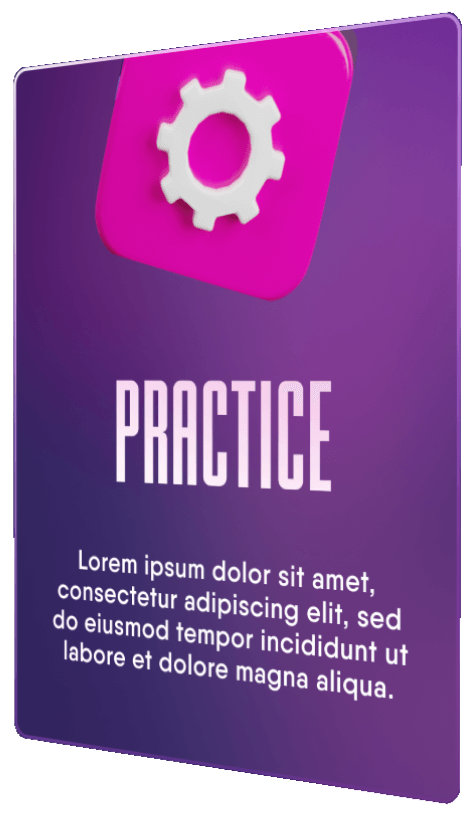 PRACTICE
Lorem ipsum dolor sit amet,
consectetur adipiscing elit, sed
do eiusmod tempor incididunt ut
labore et dolore magna aliqua.